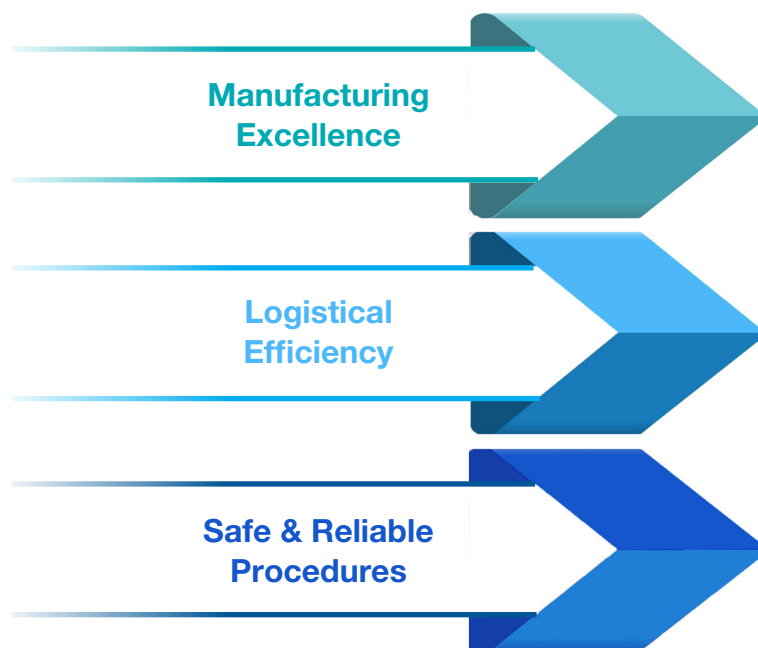 Manufacturing
Excellence
Logistical
Efficiency
Safe & Reliable
Procedures